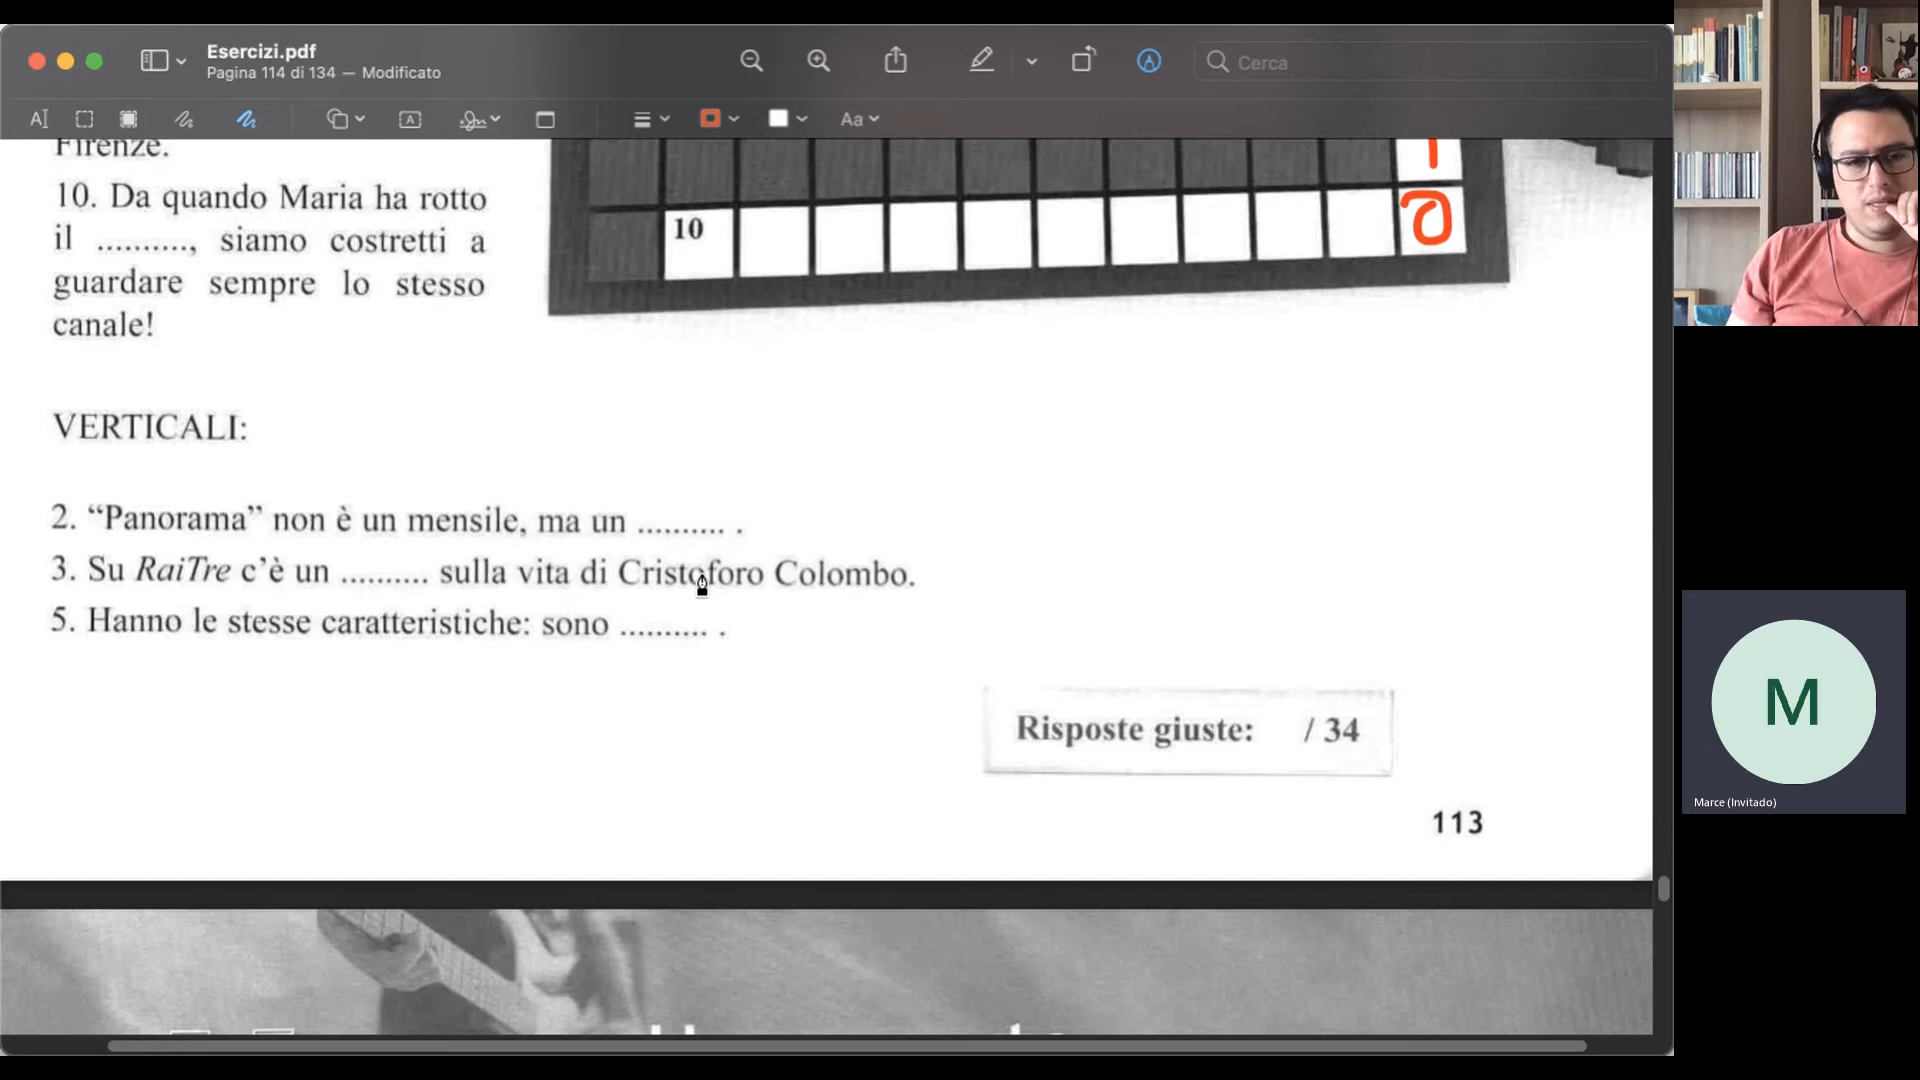 Esercizi.pdf
Pagina 114 di 134 — Modificato
Cerca
Aa
Firenze.
10. Da quando Maria ha rotto
il .........., siamo costretti a
guardare sempre lo stesso
canale!
10
VERTICALI:
2. “Panorama” non è un mensile, ma un .......... .
3. Su RaiTre c’è un .......... sulla vita di Cristoforo Colombo.
5. Hanno le stesse caratteristiche: sono .......... .
Risposte giuste: / 34
113
M
Marce (Invitado)